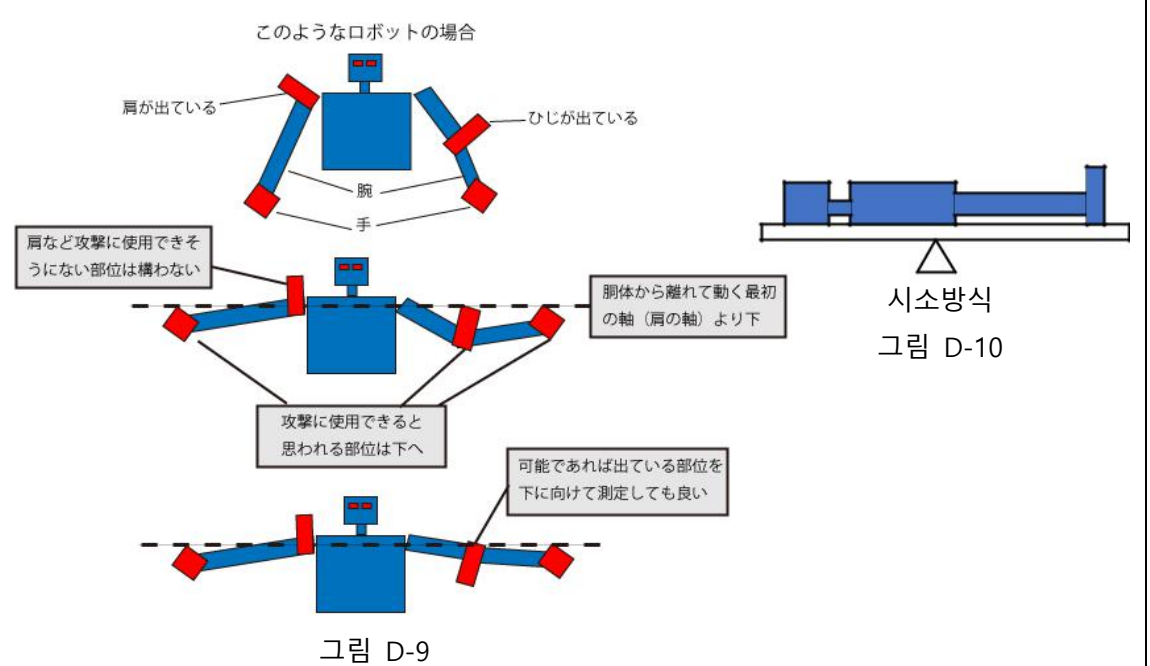 このようなロボットの場合
肩が出ている
ひじが出ている
腕
手
肩など攻撃に使用できそ
うにない部位は構わない
胴体から離れて動く最初
の軸（肩の軸）より下
攻撃に使用できると
思われる部位は下へ
可能であれば出ている部位を
下に向けて測定しても良い
그림 D-9
시소방식
그림 D-10